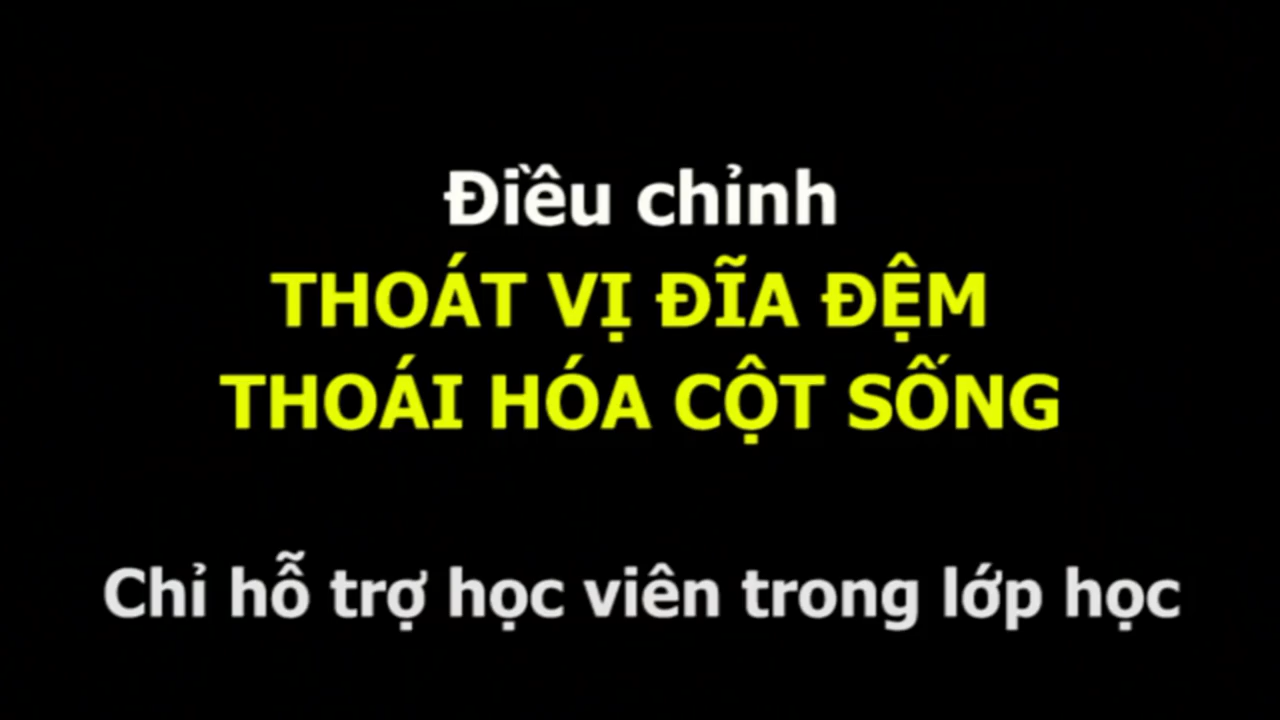 Điều chỉnh
THOÁT VỊ ĐĨA ĐỆM
THOÁI HÓA CỘT SỐNG
Chỉ hỗ trợ học viên trong lớp học